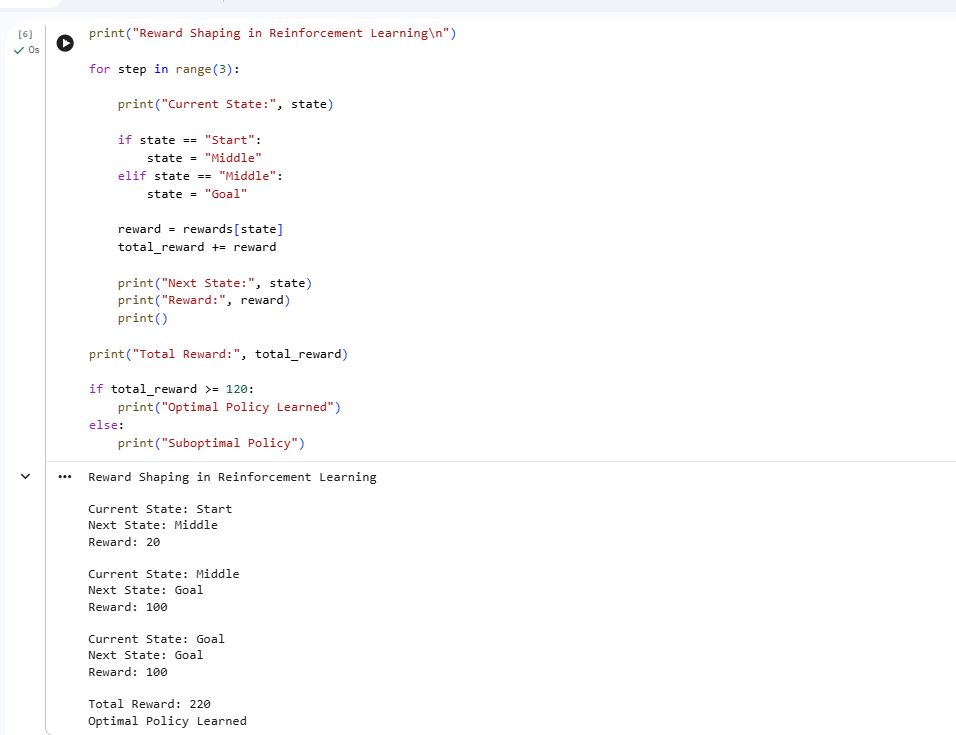 [6]
0s
print("Reward Shaping in Reinforcement Learning\n")
for step in range(3):
print("Current State:", state)
if state == "Start":
state = "Middle"
elif state == "Middle":
state = "Goal"
reward = rewards[state]
total_reward += reward
print("Next State:", state)
print("Reward:", reward)
print()
print("Total Reward:", total_reward)
if total_reward >= 120:
print("Optimal Policy Learned")
else:
print("Suboptimal Policy")
Reward Shaping in Reinforcement Learning
Current State: Start
Next State: Middle
Reward: 20
Current State: Middle
Next State: Goal
Reward: 100
Current State: Goal
Next State: Goal
Reward: 100
Total Reward: 220
Optimal Policy Learned